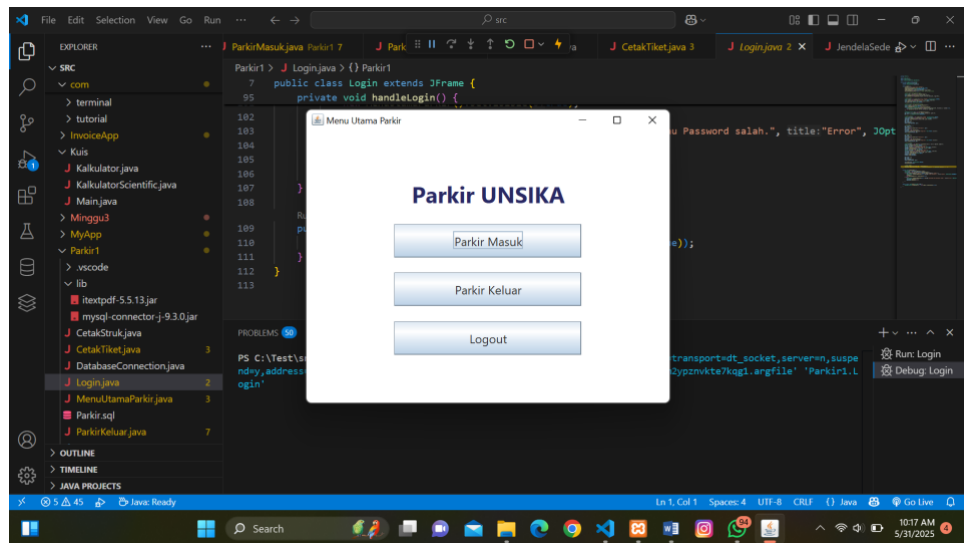 File Edit Selection View Go Run ... src
EXPLORER
ParkirMasuk.java Parkir1 7
CetakTiket.java 3
Login.java 2
JendelaSede
SRC
Parkir1 > Login.java > {} Parkir1
com
7 public class Login extends JFrame {
95 private void handleLogin() {
terminal
tutorial
InvoiceApp
Kuis
Kalkulator.java
KalkulatorScientific.java
Main.java
Minggu3
MyApp
Parkir1
.vscode
lib
itextpdf-5.5.13.jar
mysql-connector-j-9.3.0.jar
CetakStruk.java
CetakTiket.java 3
DatabaseConnection.java
Login.java 2
MenuUtamaParkir.java 3
Parkir.sql
ParkirKeluar.java 7
OUTLINE
TIMELINE
JAVA PROJECTS
102
103 Password salah.", title:"Error", JOpt
104
105
106
107 }
108
109
110 e));
111 }
112 }
113
Menu Utama Parkir
Parkir UNSIKA
Parkir Masuk
Parkir Keluar
Logout
PROBLEMS 50
PS C:\Test\s
transport=dt_socket,server=n,suspe
nd=y,address
.argfile' 'Parkir1.L
ogin'
Run: Login
Debug: Login
5 45 Java: Ready
Ln 1, Col 1 Spaces: 4 UTF-8 CRLF {} Java Go Live
Search
94
10:17 AM
5/31/2025
4